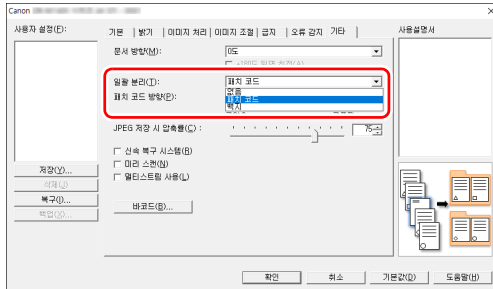 Canon
사용자 설정(F):
기본 밝기 이미지 처리 이미지 조절 급지 오류 감지 기타
사용설명서
문서 방향(M): 0도
일괄 분리(T): 패치 코드
없음
패치 코드
백지
패치 코드 방향(P):
JPEG 저장 시 압축률(C) : 75
신속 복구 시스템(R)
미리 스캔(N)
멀티스트림 사용(L)
바코드(B)...
저장(Y)...
삭제(J)
복구(I)...
백업(Q)...
확인 취소 기본값(D) 도움말(H)